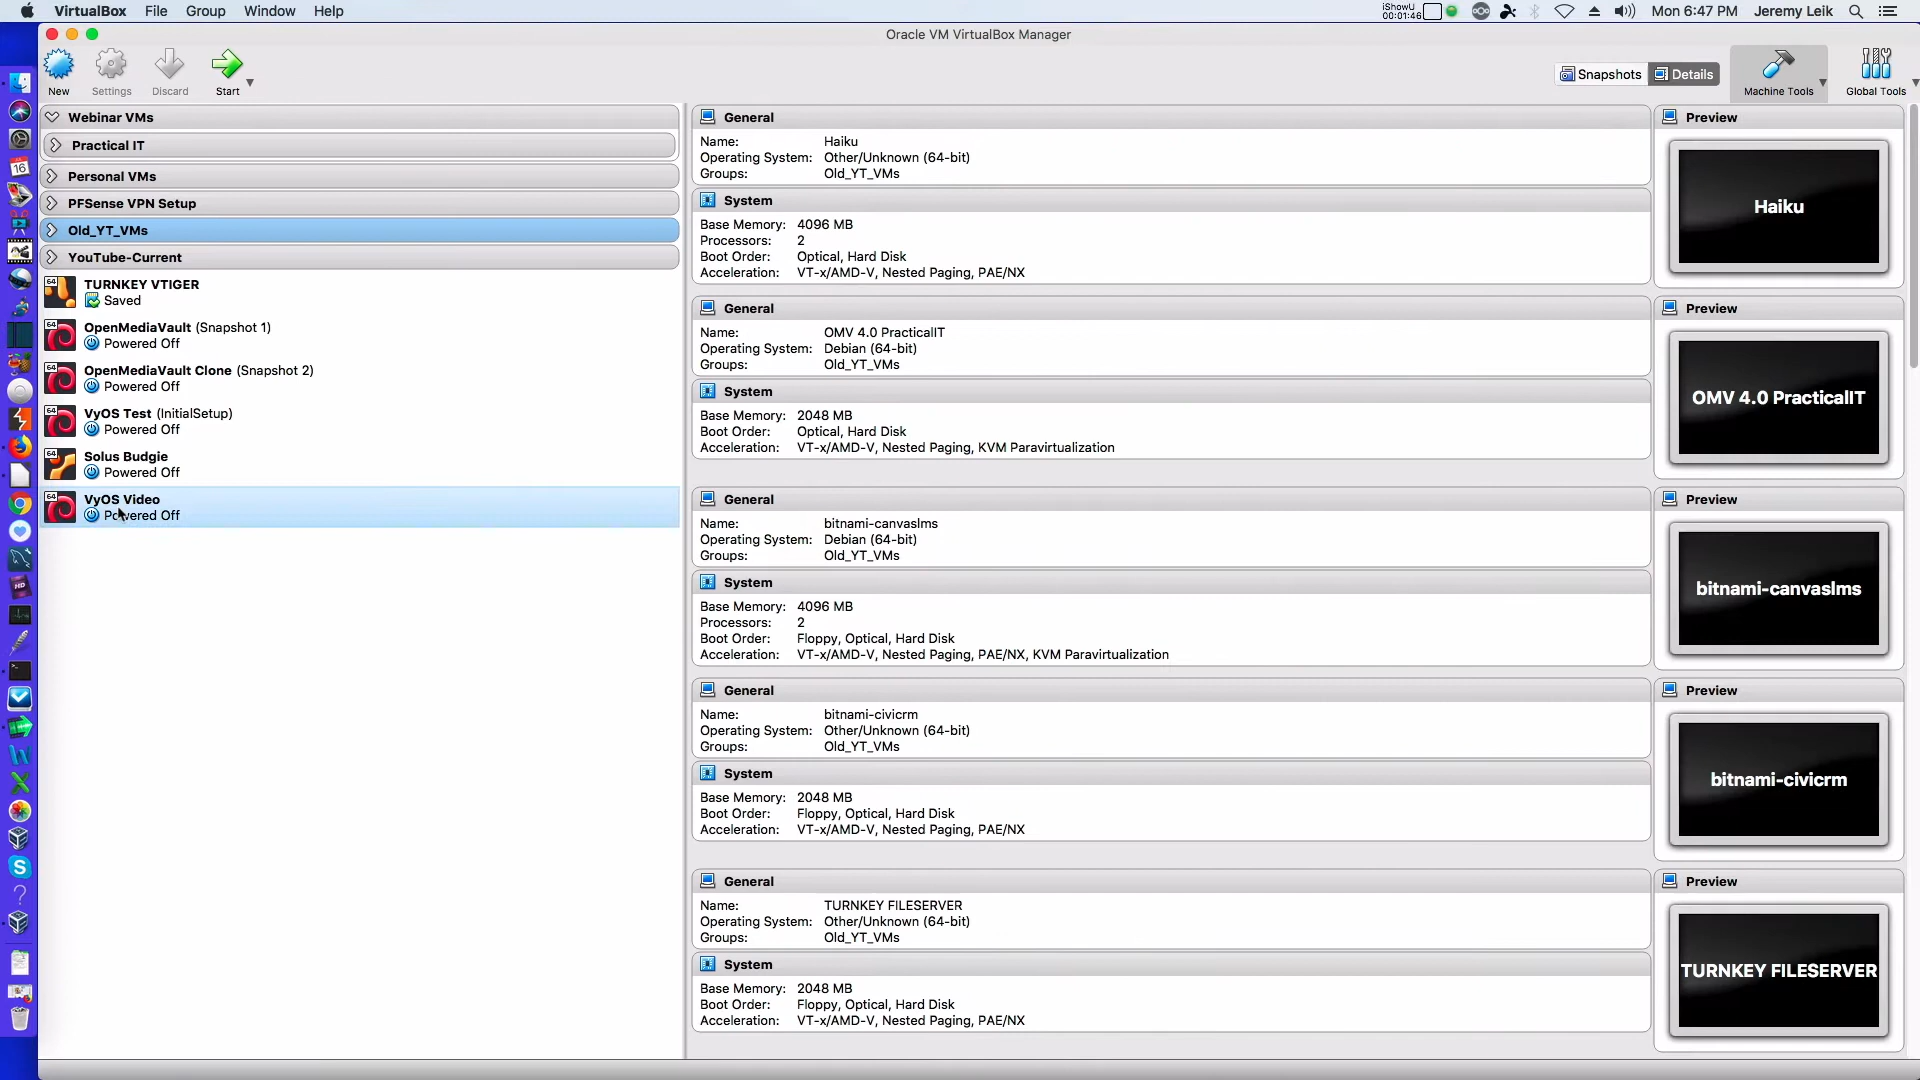 VirtualBox File Group Window Help
iShowU
00:01:46
Mon 6:47 PM Jeremy Leik
Oracle VM VirtualBox Manager
New Settings Discard Start
Snapshots Details Machine Tools Global Tools
Webinar VMs
Practical IT
Personal VMs
PFSense VPN Setup
Old_YT_VMs
YouTube-Current
64 TURNKEY VTIGER
Saved
64 OpenMediaVault (Snapshot 1)
Powered Off
64 OpenMediaVault Clone (Snapshot 2)
Powered Off
64 VyOS Test (InitialSetup)
Powered Off
64 Solus Budgie
Powered Off
64 VyOS Video
Powered Off
General
Name: Haiku
Operating System: Other/Unknown (64-bit)
Groups: Old_YT_VMs
System
Base Memory: 4096 MB
Processors: 2
Boot Order: Optical, Hard Disk
Acceleration: VT-x/AMD-V, Nested Paging, PAE/NX
Preview
Haiku
General
Name: OMV 4.0 PracticalIT
Operating System: Debian (64-bit)
Groups: Old_YT_VMs
System
Base Memory: 2048 MB
Boot Order: Optical, Hard Disk
Acceleration: VT-x/AMD-V, Nested Paging, KVM Paravirtualization
Preview
OMV 4.0 PracticalIT
General
Name: bitnami-canvaslms
Operating System: Debian (64-bit)
Groups: Old_YT_VMs
System
Base Memory: 4096 MB
Processors: 2
Boot Order: Floppy, Optical, Hard Disk
Acceleration: VT-x/AMD-V, Nested Paging, PAE/NX, KVM Paravirtualization
Preview
bitnami-canvaslms
General
Name: bitnami-civicrm
Operating System: Other/Unknown (64-bit)
Groups: Old_YT_VMs
System
Base Memory: 2048 MB
Boot Order: Floppy, Optical, Hard Disk
Acceleration: VT-x/AMD-V, Nested Paging, PAE/NX
Preview
bitnami-civicrm
General
Name: TURNKEY FILESERVER
Operating System: Other/Unknown (64-bit)
Groups: Old_YT_VMs
System
Base Memory: 2048 MB
Boot Order: Floppy, Optical, Hard Disk
Acceleration: VT-x/AMD-V, Nested Paging, PAE/NX
Preview
TURNKEY FILESERVER
16